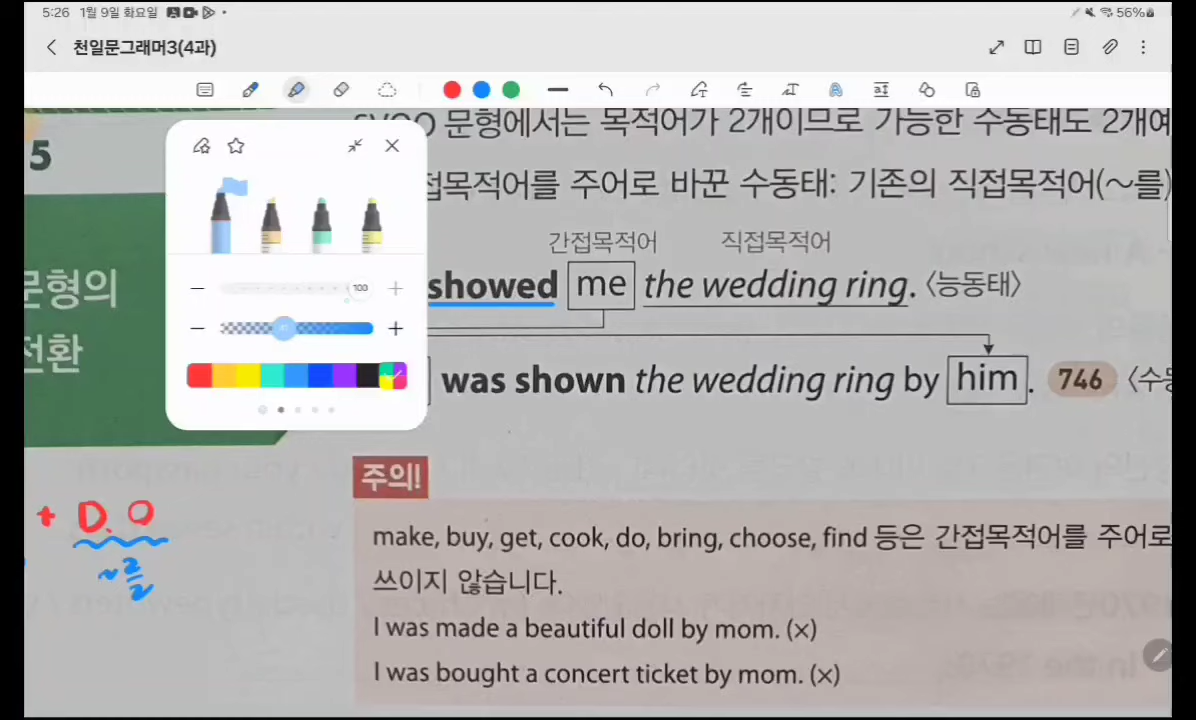 5:26 1월 9일 화요일
56%
천일문그래머3(4과)
SVOO 문형에서는 목적어가 2개이므로 가능한 수동태도 2개여
5
접목적어를 주어로 바꾼 수동태: 기존의 직접목적어(~를)
간접목적어 직접목적어
문형의
showed me the wedding ring. <능동태>
전환
was shown the wedding ring by him. 746 <수동
100
주의!
+ D.O
~를
make, buy, get, cook, do, bring, choose, find 등은 간접목적어를 주어로
쓰이지 않습니다.
I was made a beautiful doll by mom. (×)
I was bought a concert ticket by mom. (×)